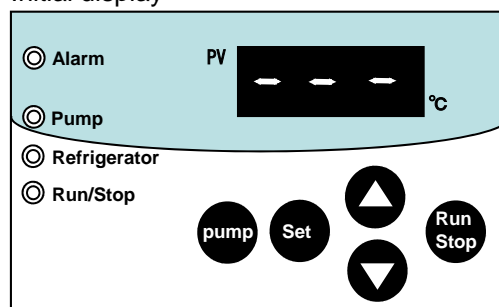 Initial display
Alarm
PV
- - -
℃
Pump
Refrigerator
Run/Stop
pump
Set
Run
Stop